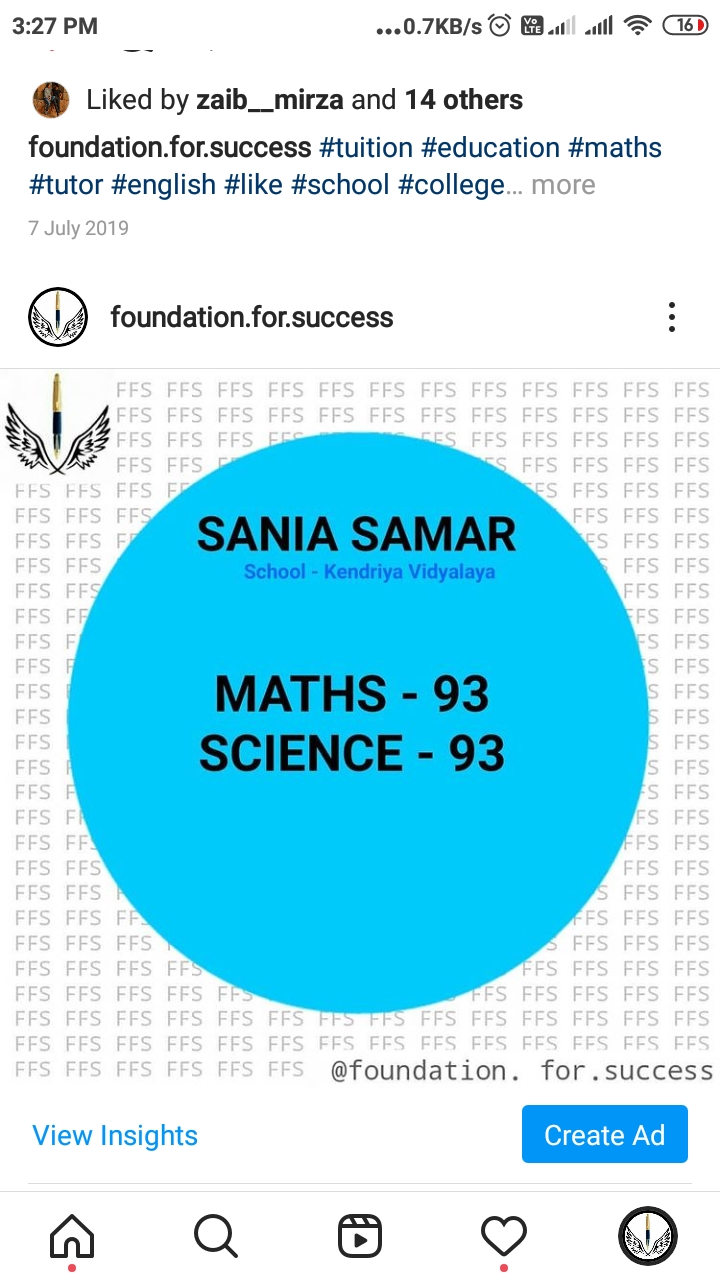 3:27 PM
...0.7KB/s Vo LTE 16
Liked by zaib__mirza and 14 others
foundation.for.success #tuition #education #maths
#tutor #english #like #school #college... more
7 July 2019
foundation.for.success
FFS FFS FFS FFS FFS FFS FFS FFS FFS FFS FFS FFS
SANIA SAMAR
School - Kendriya Vidyalaya
MATHS - 93
SCIENCE - 93
@foundation. for.success
View Insights
Create Ad